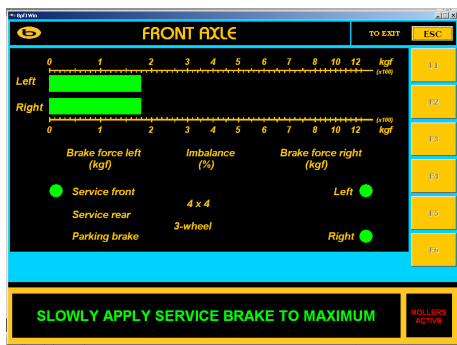 Bpf1Win
FRONT AXLE
TO EXIT
ESC
0 1 2 3 4 5 6 7 8 10 12 kgf
(x100)
Left
Right
0 1 2 3 4 5 6 7 8 10 12 kgf
(x100)
Brake force left
(kgf)
Imbalance
(%)
Brake force right
(kgf)
Service front
Left
4 x 4
Service rear
3-wheel
Parking brake
Right
F1
F2
F3
F4
F5
F6
SLOWLY APPLY SERVICE BRAKE TO MAXIMUM
ROLLERS
ACTIVE